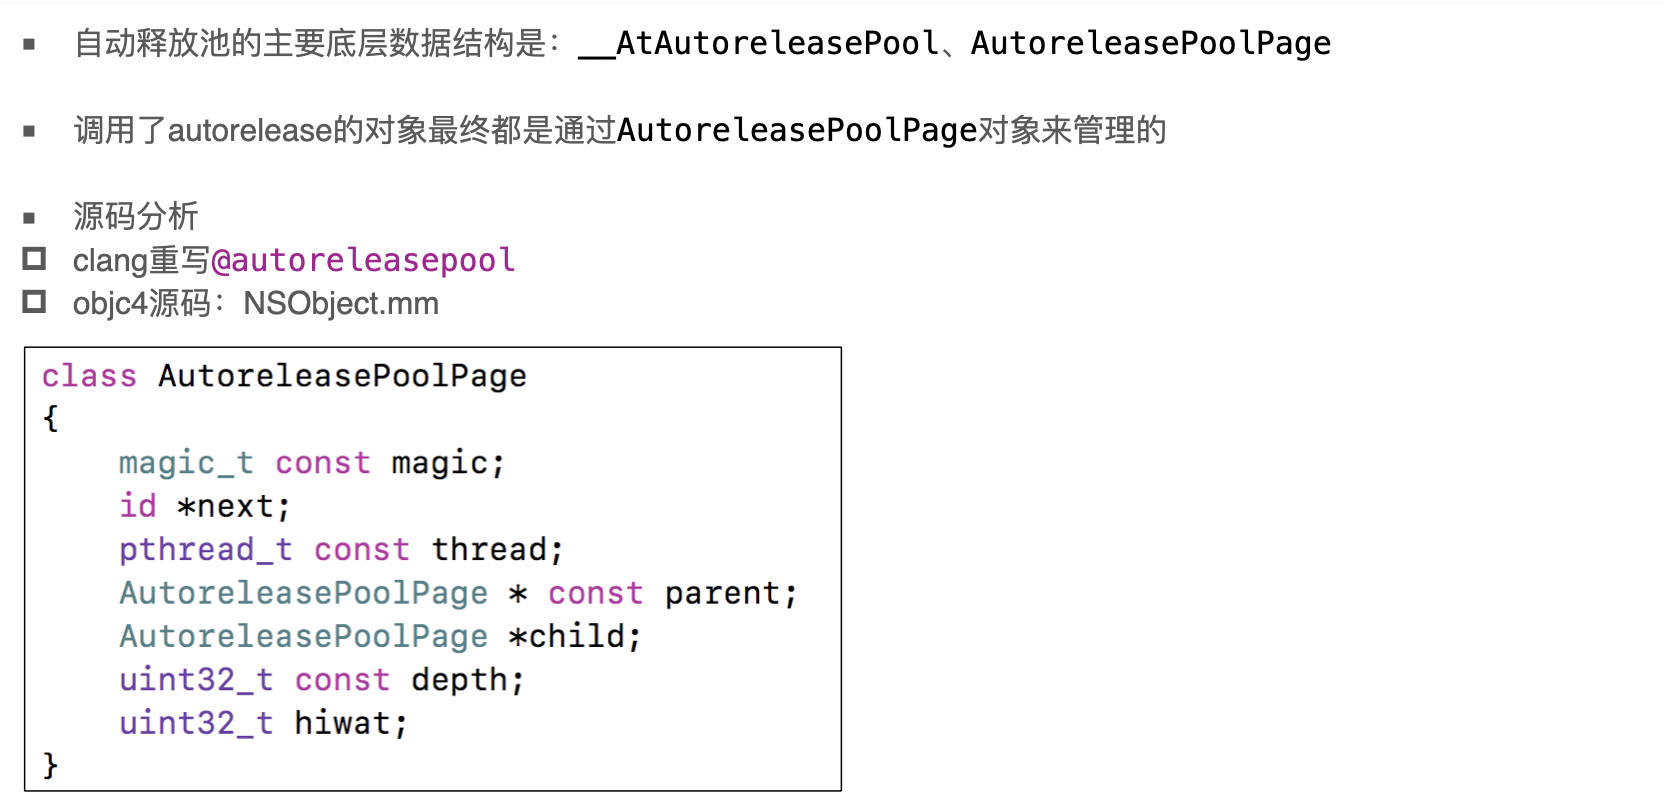 ▪ 自动释放池的主要底层数据结构是：__AtAutoreleasePool、AutoreleasePoolPage
▪ 调用了autorelease的对象最终都是通过AutoreleasePoolPage对象来管理的
▪ 源码分析
□ clang重写@autoreleasepool
□ objc4源码：NSObject.mm
class AutoreleasePoolPage
{
    magic_t const magic;
    id *next;
    pthread_t const thread;
    AutoreleasePoolPage * const parent;
    AutoreleasePoolPage *child;
    uint32_t const depth;
    uint32_t hiwat;
}